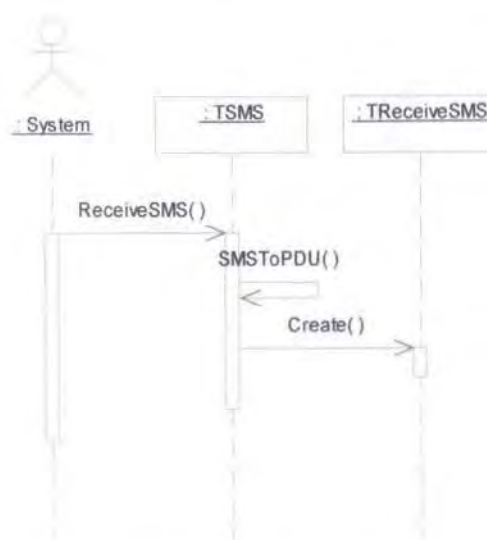 : System
: TSMS
: TReceiveSMS
ReceiveSMS( )
SMSToPDU( )
Create( )